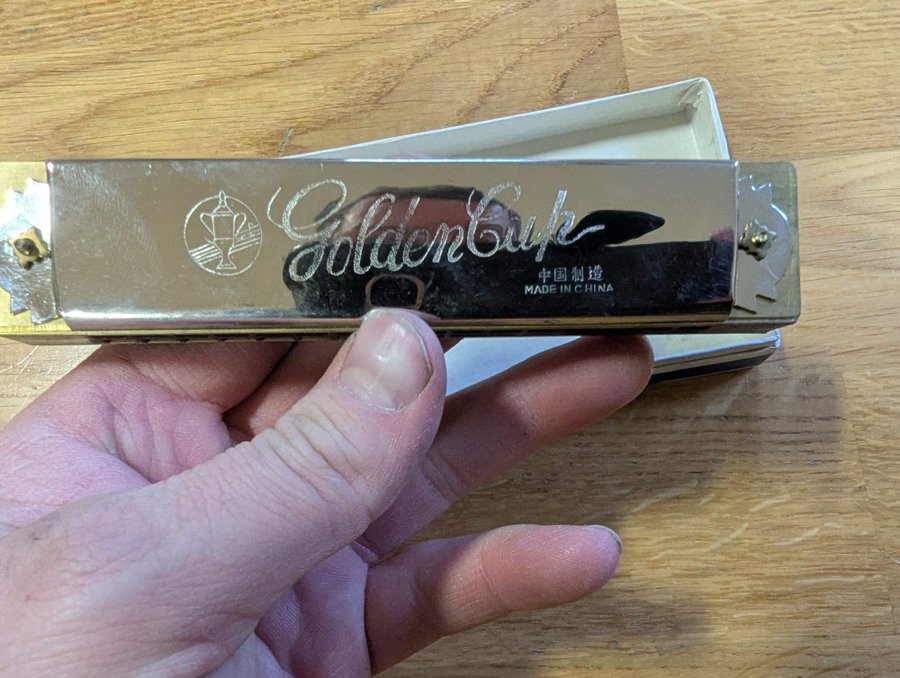 Golden Cup
中国制造
MADE IN CHINA